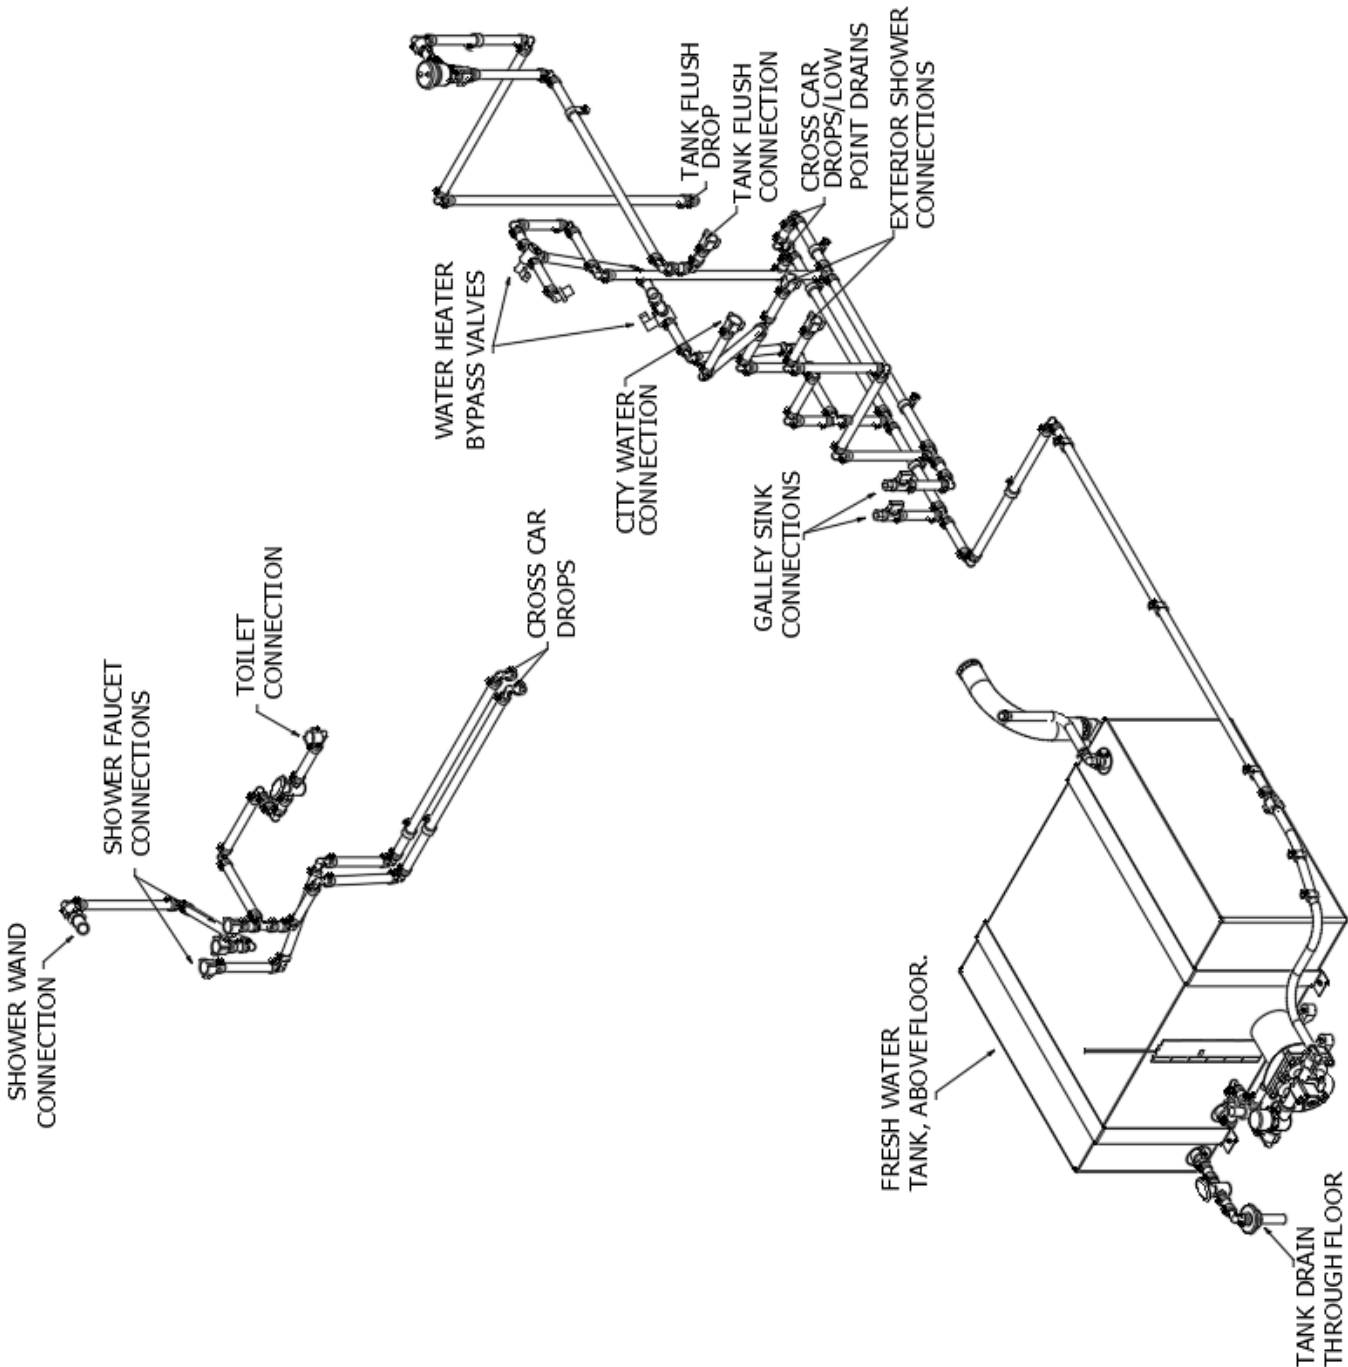 SHOWER WAND
CONNECTION
SHOWER FAUCET
CONNECTIONS
TOILET
CONNECTION
CROSS CAR
DROPS
WATER HEATER
BYPASS VALVES
CITY WATER
CONNECTION
GALLEY SINK
CONNECTIONS
TANK FLUSH
DROP
TANK FLUSH
CONNECTION
CROSS CAR
DROPS/LOW
POINT DRAINS
EXTERIOR SHOWER
CONNECTIONS
FRESH WATER
TANK, ABOVE FLOOR.
TANK DRAIN
THROUGH FLOOR